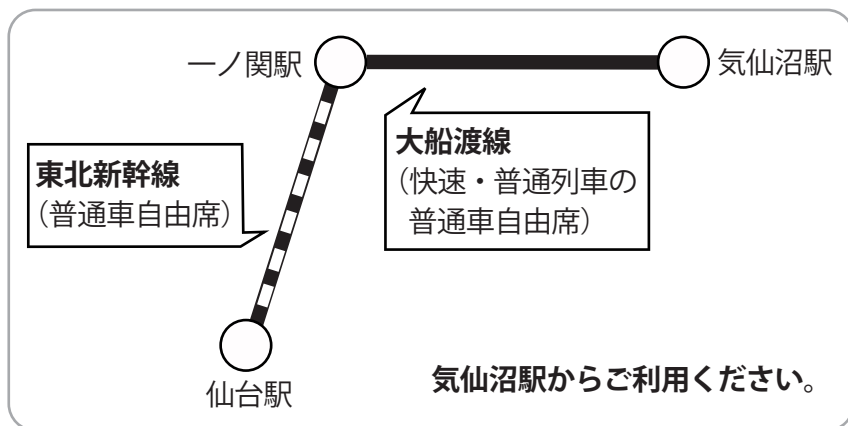 一ノ関駅
気仙沼駅
大船渡線
（快速・普通列車の
普通車自由席）
東北新幹線
（普通車自由席）
仙台駅
気仙沼駅からご利用ください。